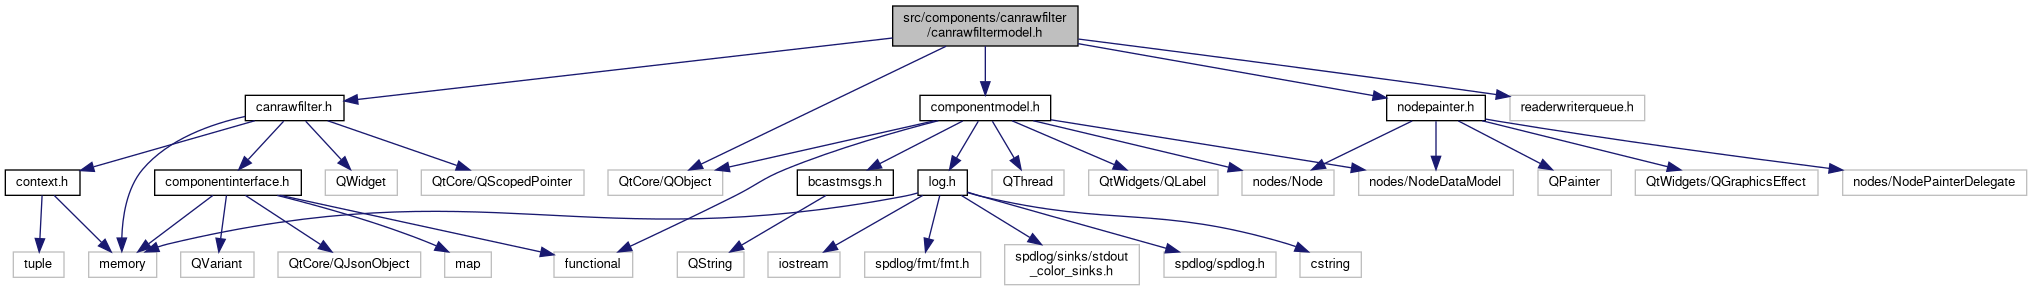 src/components/canrawfilter
/canrawfiltermodel.h
canrawfilter.h
componentmodel.h
nodepainter.h
readerwriterqueue.h
context.h
componentinterface.h
QWidget
QtCore/QScopedPointer
QtCore/QObject
bcastmsgs.h
log.h
QThread
QtWidgets/QLabel
nodes/Node
nodes/NodeDataModel
QPainter
QtWidgets/QGraphicsEffect
nodes/NodePainterDelegate
tuple
memory
QVariant
QtCore/QJsonObject
map
functional
QString
iostream
spdlog/fmt/fmt.h
spdlog/sinks/stdout
_color_sinks.h
spdlog/spdlog.h
cstring